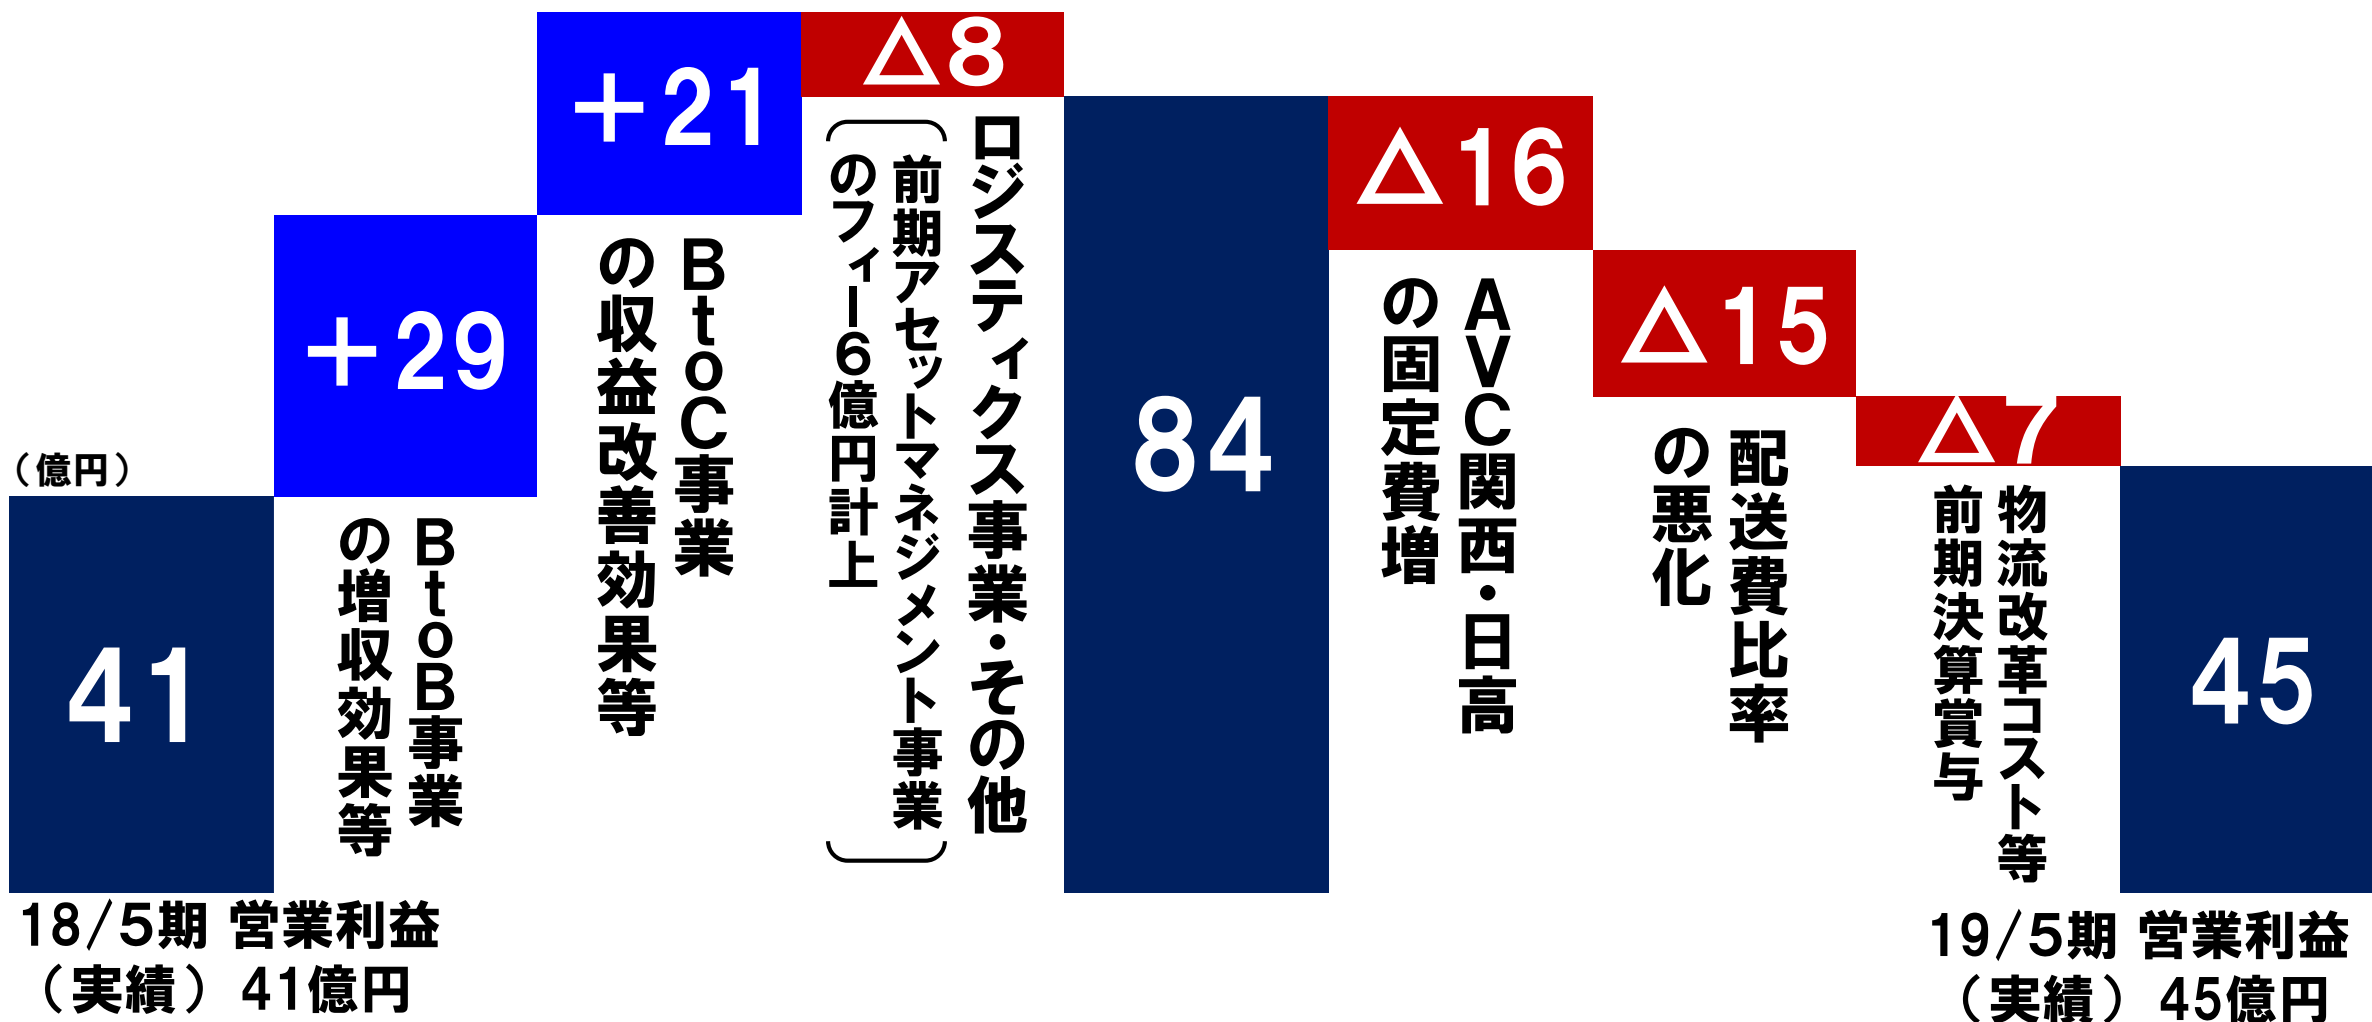 （億円）
41
18/5期 営業利益
（実績）41億円
＋29
BtoB事業
の増収効果等
＋21
BtoC事業
の収益改善効果等
△8
ロジスティクス事業・その他
前期アセットマネジメント事業
のフィー6億円計上
84
△16
AVC関西・日高
の固定費増
△15
配送費比率
の悪化
△7
物流改革コスト等
前期決算賞与
45
19/5期 営業利益
（実績）45億円